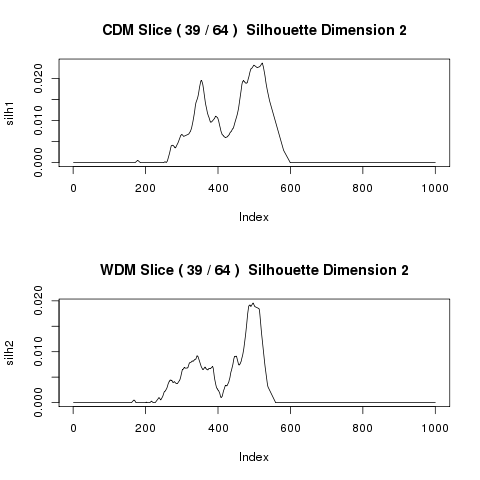 CDM Slice ( 39 / 64 )  Silhouette Dimension 2
silh1
0.020
0.010
0.000
0 200 400 600 800 1000
Index
WDM Slice ( 39 / 64 )  Silhouette Dimension 2
silh2
0.020
0.010
0.000
0 200 400 600 800 1000
Index